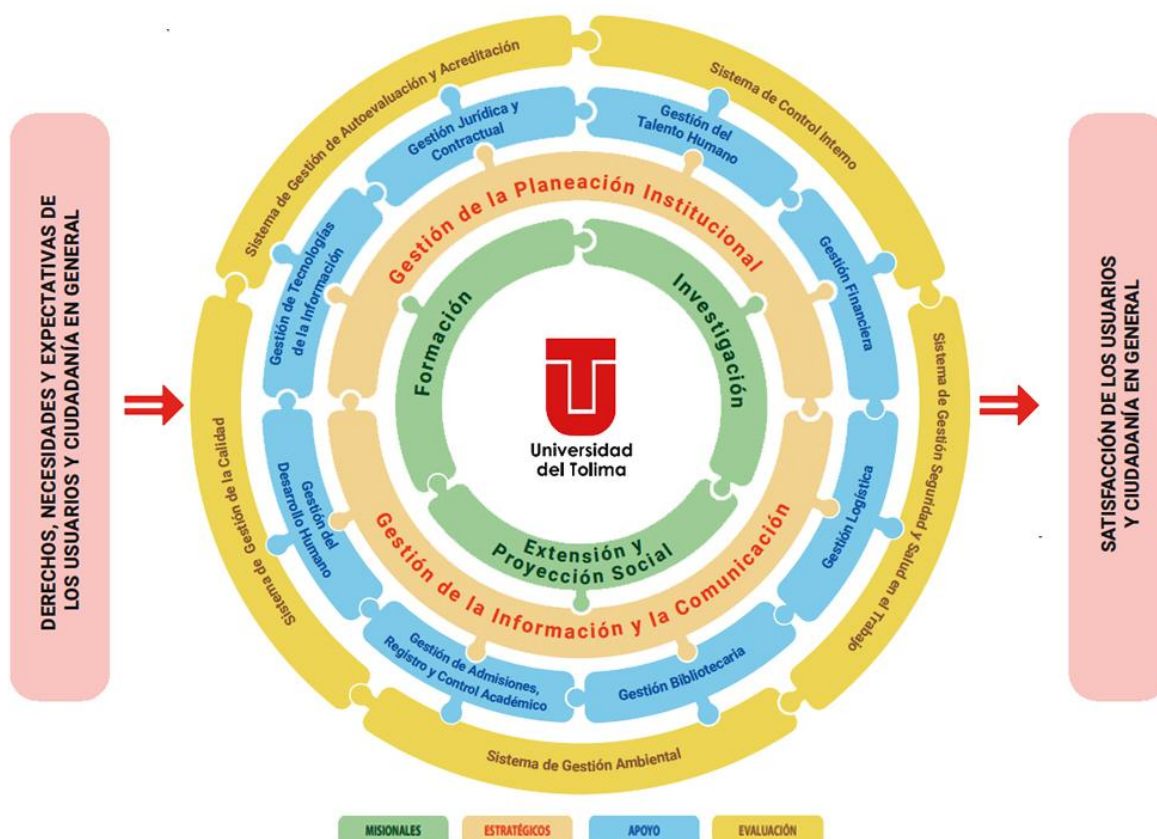 DERECHOS, NECESIDADES Y EXPECTATIVAS DE
LOS USUARIOS Y CIUDADANÍA EN GENERAL
Sistema de Gestión de Autoevaluación y Acreditación
Sistema de Control Interno
Sistema de Gestión Seguridad y Salud en el Trabajo
Sistema de Gestión Ambiental
Sistema de Gestión de la Calidad
Gestión Jurídica y
Contractual
Gestión del
Talento Humano
Gestión Financiera
Gestión Logística
Gestión Bibliotecaria
Gestión de Admisiones,
Registro y Control Académico
Gestión del
Desarrollo Humano
Gestión de Tecnologías
de la Información
Gestión de la Planeación Institucional
Gestión de la Información y la Comunicación
Formación
Investigación
Extensión y
Proyección Social
Universidad
del Tolima
SATISFACCIÓN DE LOS USUARIOS
Y CIUDADANÍA EN GENERAL
MISIONALES
ESTRATÉGICOS
APOYO
EVALUACIÓN